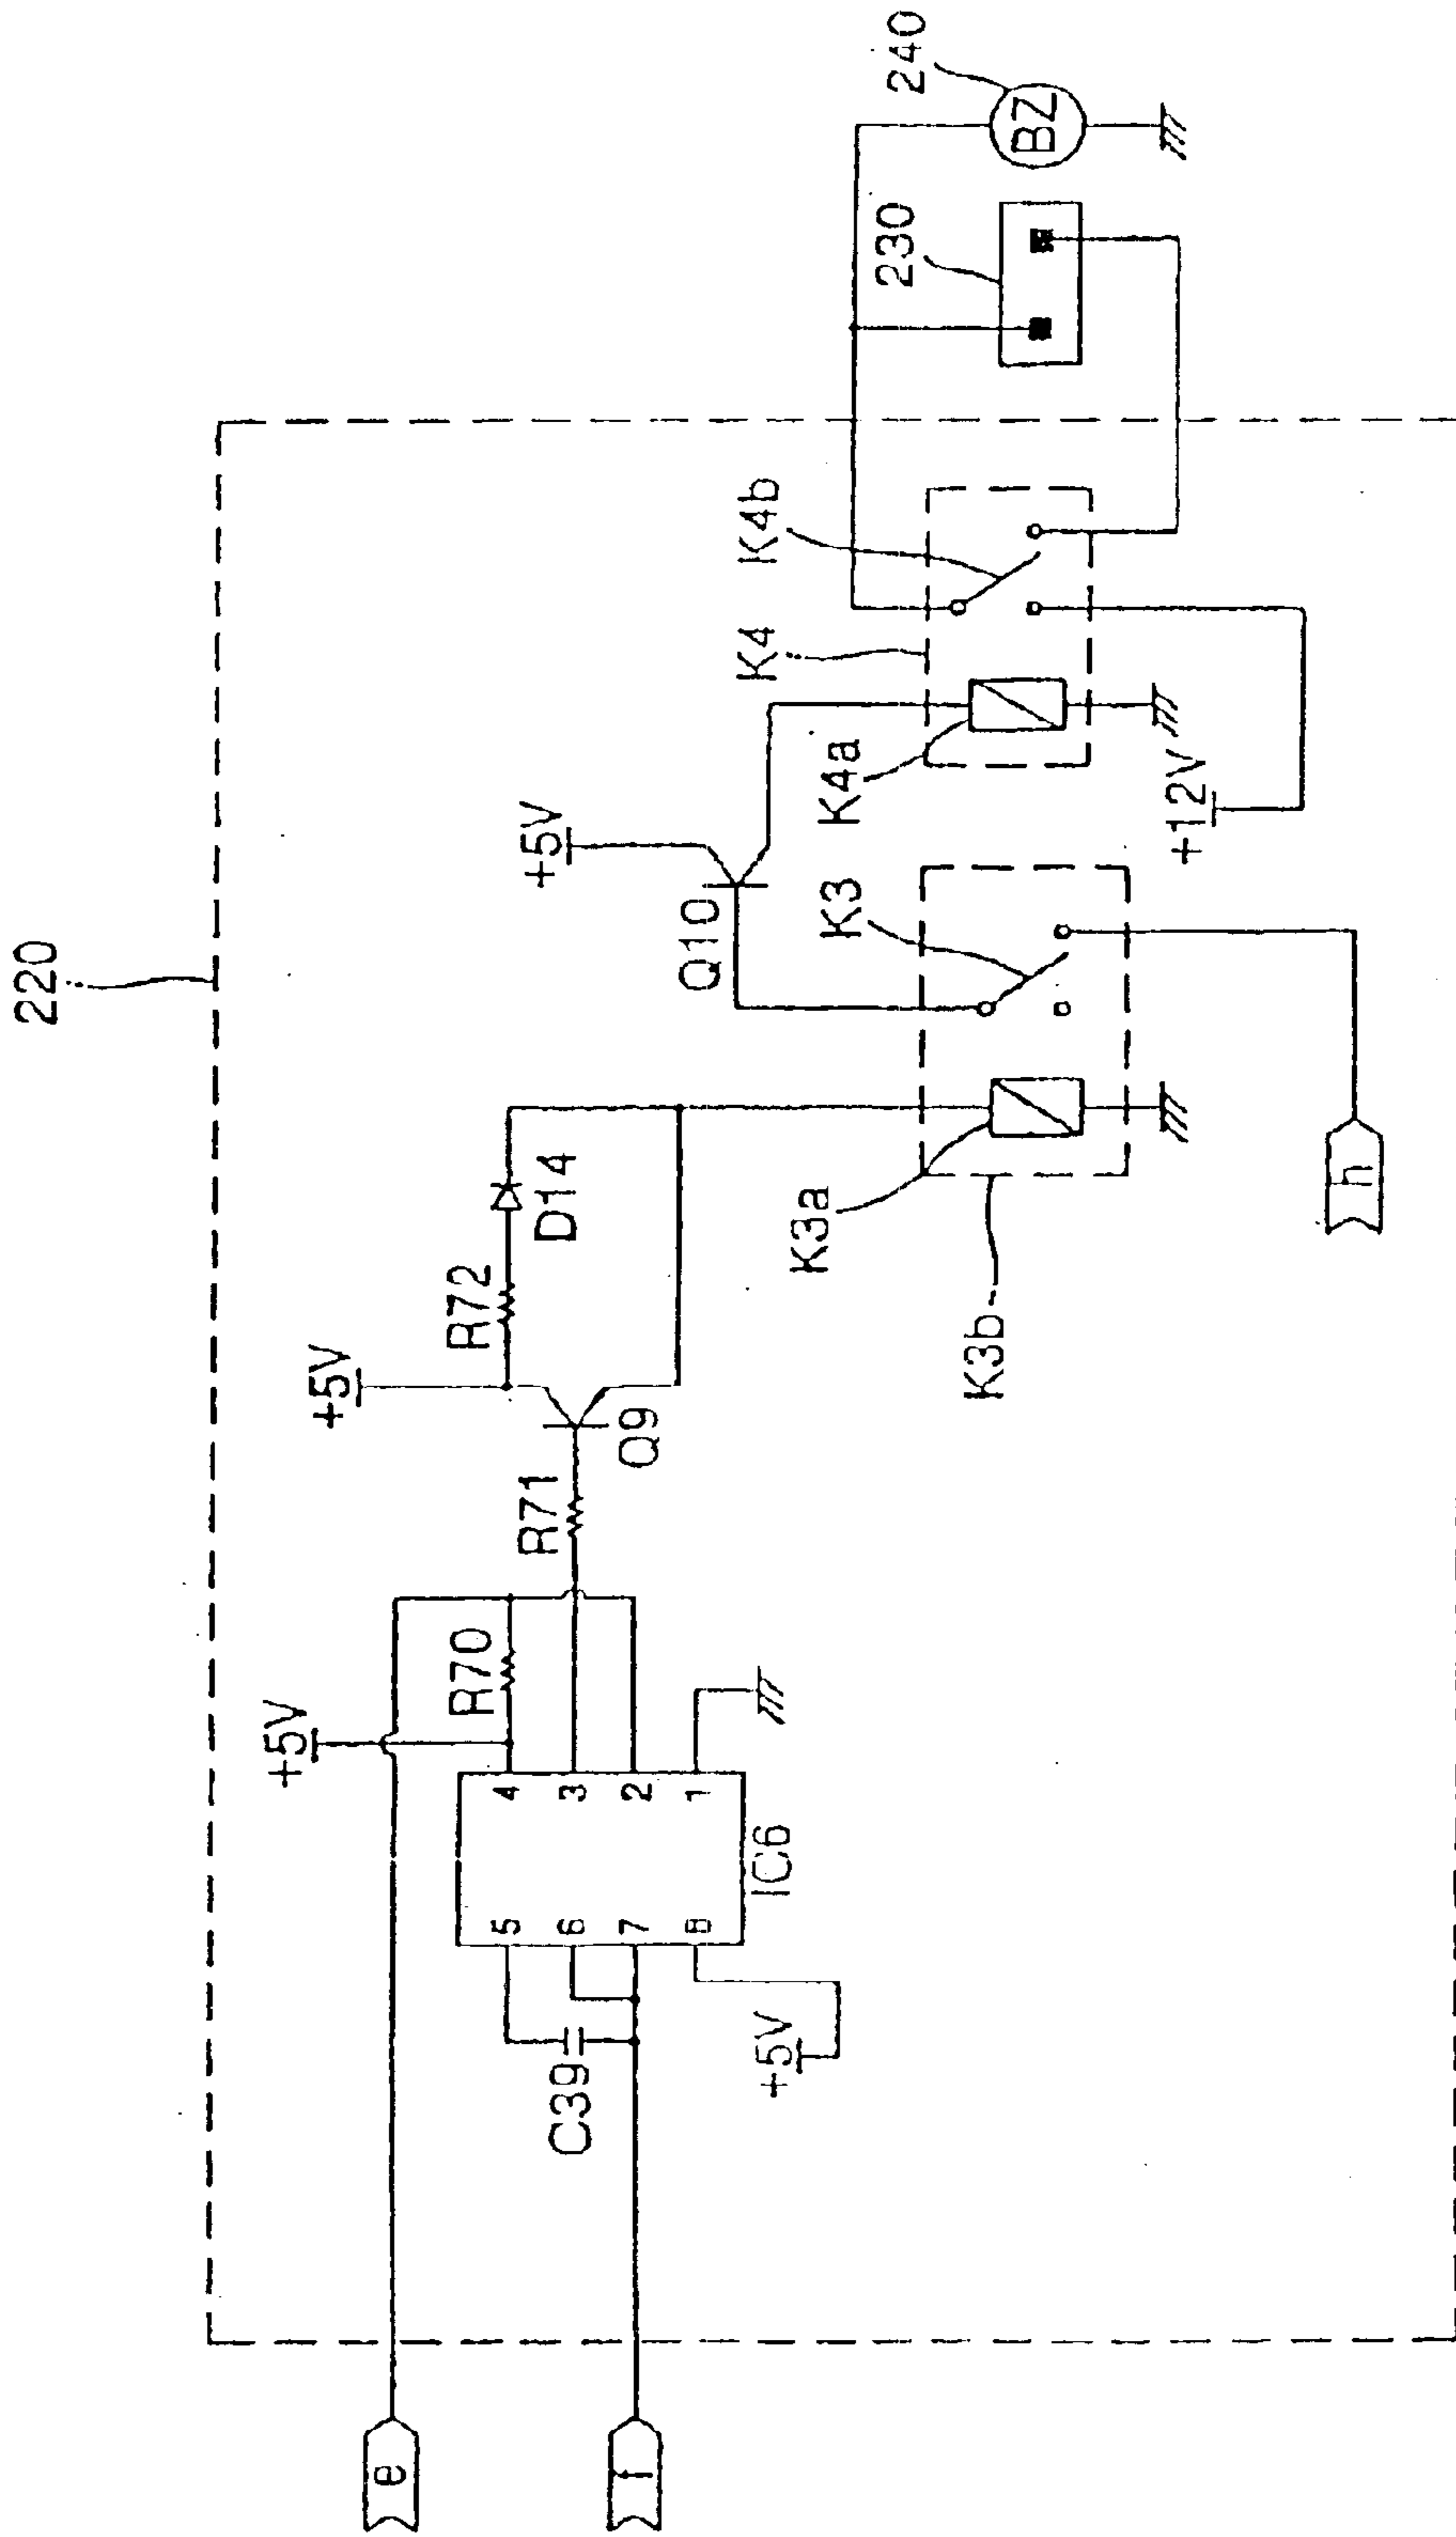 220
e
f
+5V
R70
4
3
2
1
5
6
7
8
IC6
C39
+5V
R71
+5V
R72
D14
Q9
+5V
Q10
K3
K3a
K3b
h
K4
K4b
K4a
+12V
230
BZ
240